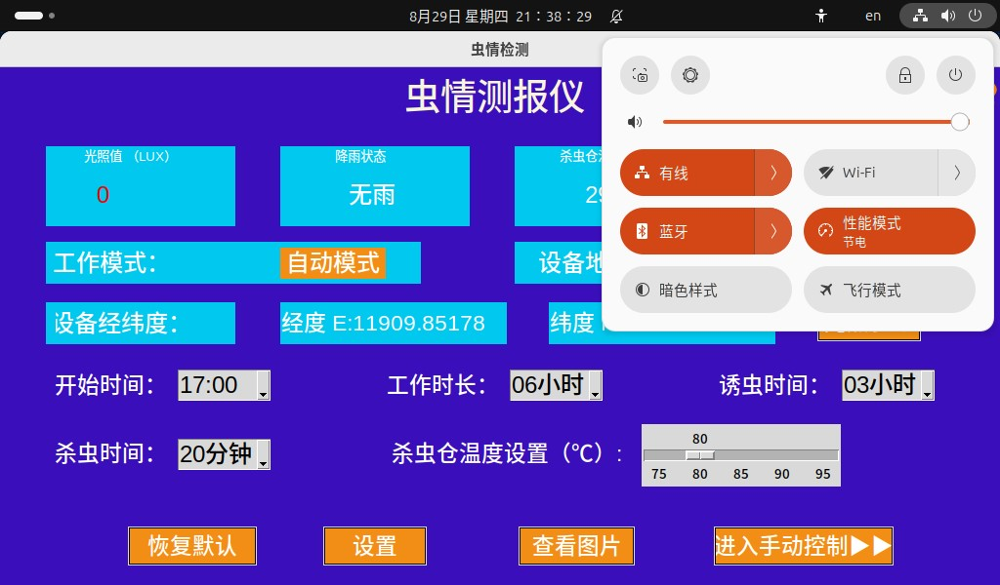 8月29日 星期四 21：38：29
en
虫情检测
虫情测报仪
光照值 （LUX）
0
降雨状态
无雨
杀虫仓
有线
Wi-Fi
蓝牙
性能模式
节电
暗色样式
飞行模式
工作模式：
自动模式
设备地
设备经纬度：
经度 E:11909.85178
纬度
开始时间：
17:00
工作时长：
06小时
诱虫时间：
03小时
杀虫时间：
20分钟
杀虫仓温度设置（℃）：
80
75 80 85 90 95
恢复默认
设置
查看图片
进入手动控制▶▶